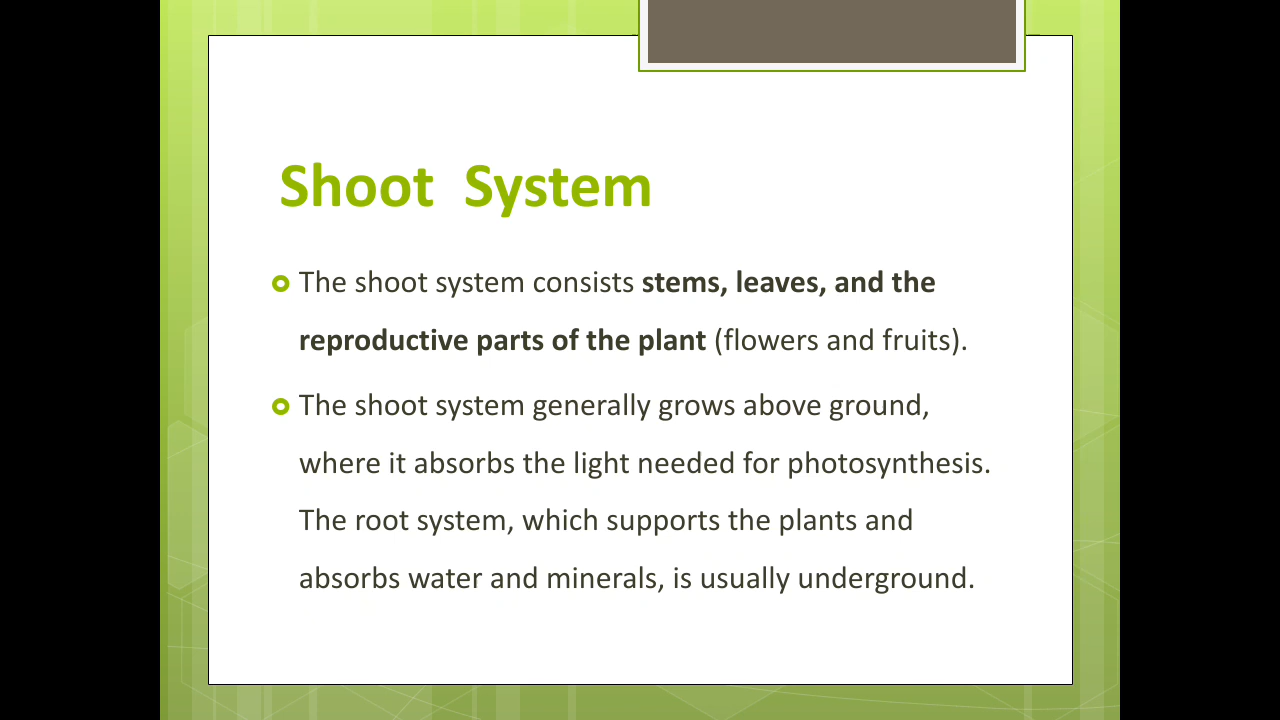 Shoot System
The shoot system consists stems, leaves, and the
reproductive parts of the plant (flowers and fruits).
The shoot system generally grows above ground,
where it absorbs the light needed for photosynthesis.
The root system, which supports the plants and
absorbs water and minerals, is usually underground.